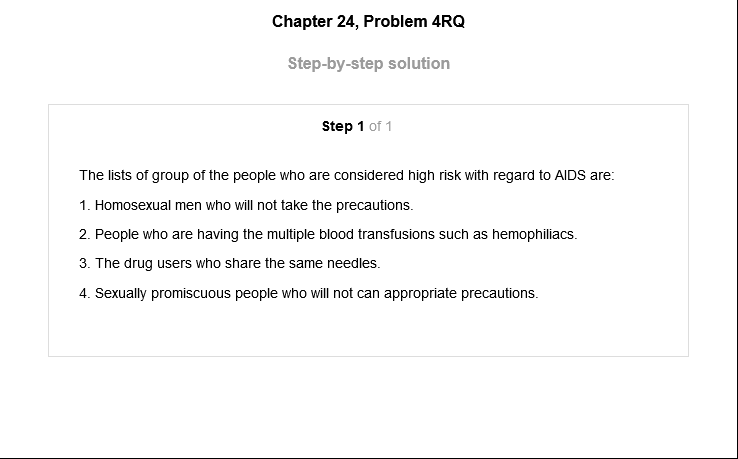 Chapter 24, Problem 4RQ
Step-by-step solution
Step 1 of 1
The lists of group of the people who are considered high risk with regard to AIDS are:
1. Homosexual men who will not take the precautions.
2. People who are having the multiple blood transfusions such as hemophiliacs.
3. The drug users who share the same needles.
4. Sexually promiscuous people who will not can appropriate precautions.